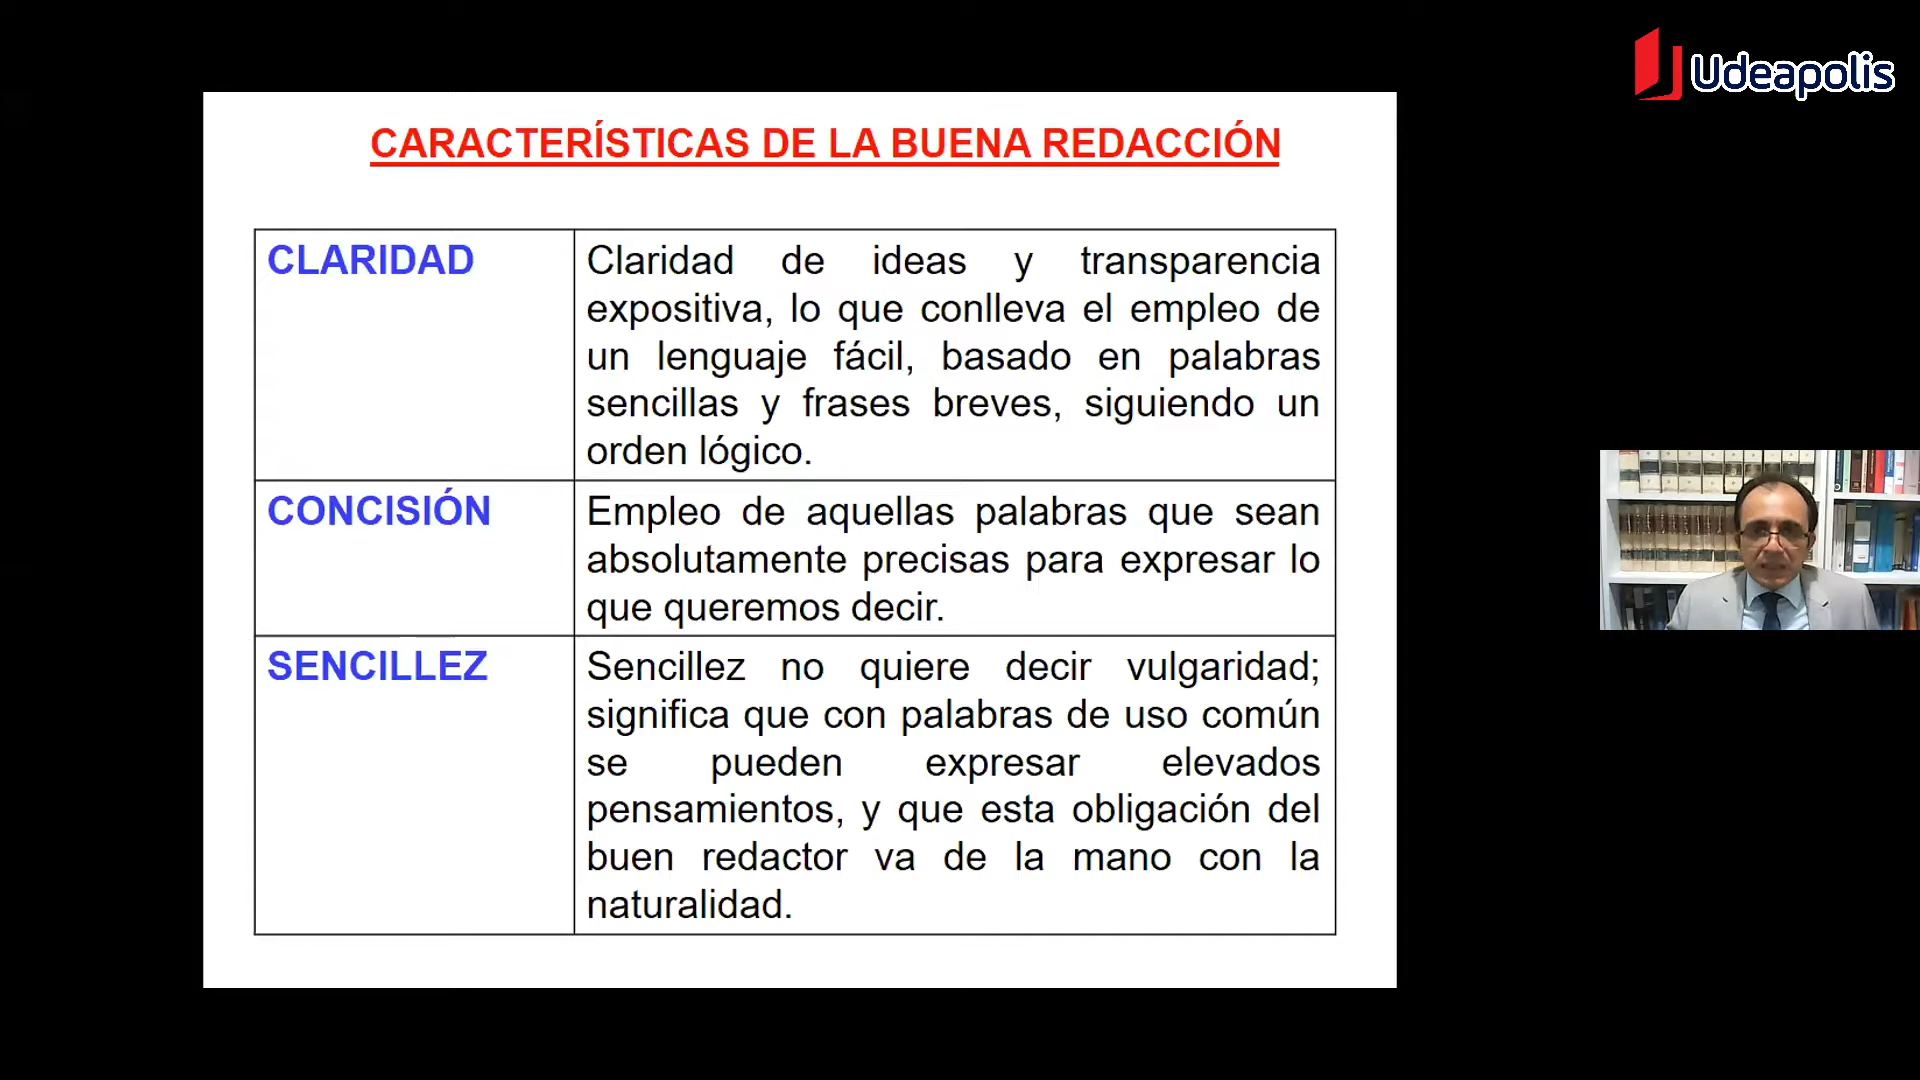 Udeapolis
CARACTERÍSTICAS DE LA BUENA REDACCIÓN
CLARIDAD
Claridad de ideas y transparencia
expositiva, lo que conlleva el empleo de
un lenguaje fácil, basado en palabras
sencillas y frases breves, siguiendo un
orden lógico.
CONCISIÓN
Empleo de aquellas palabras que sean
absolutamente precisas para expresar lo
que queremos decir.
SENCILLEZ
Sencillez no quiere decir vulgaridad;
significa que con palabras de uso común
se pueden expresar elevados
pensamientos, y que esta obligación del
buen redactor va de la mano con la
naturalidad.